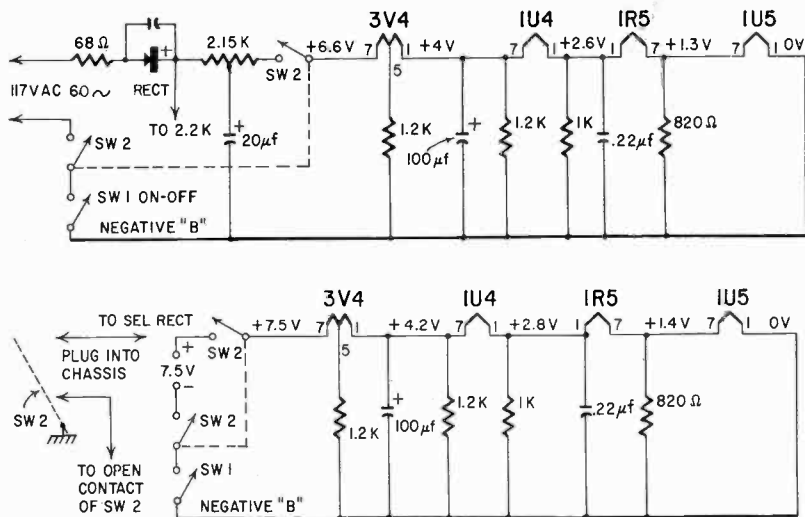 3V4 1U4 1R5 1U5
68Ω + 2.15K +6.6V 7 1 +4V 7 1 +2.6V 7 1 +1.3V 7 1 0V
SW 2 5
117VAC 60~ RECT
TO 2.2K + 20µf 1.2K + 100µf 1.2K 1K .22µf 820Ω
SW 2
SW 1 ON-OFF
NEGATIVE "B"
3V4 1U4 1R5 1U5
TO SEL RECT +7.5V 7 1 +4.2V 7 1 +2.8V 1 7 +1.4V 7 1 0V
SW 2 5
PLUG INTO
CHASSIS
+
7.5V
−
SW 2 SW 2 1.2K + 100µf 1.2K 1K .22µf 820Ω
TO OPEN
CONTACT
OF SW 2
SW 1
NEGATIVE "B"